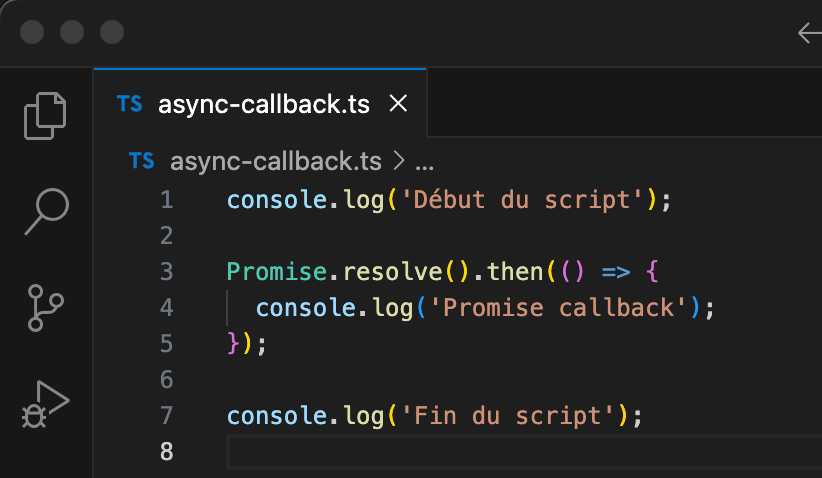 TS async-callback.ts
TS async-callback.ts > ...
1 console.log('Début du script');
2
3 Promise.resolve().then(() => {
4   console.log('Promise callback');
5 });
6
7 console.log('Fin du script');
8